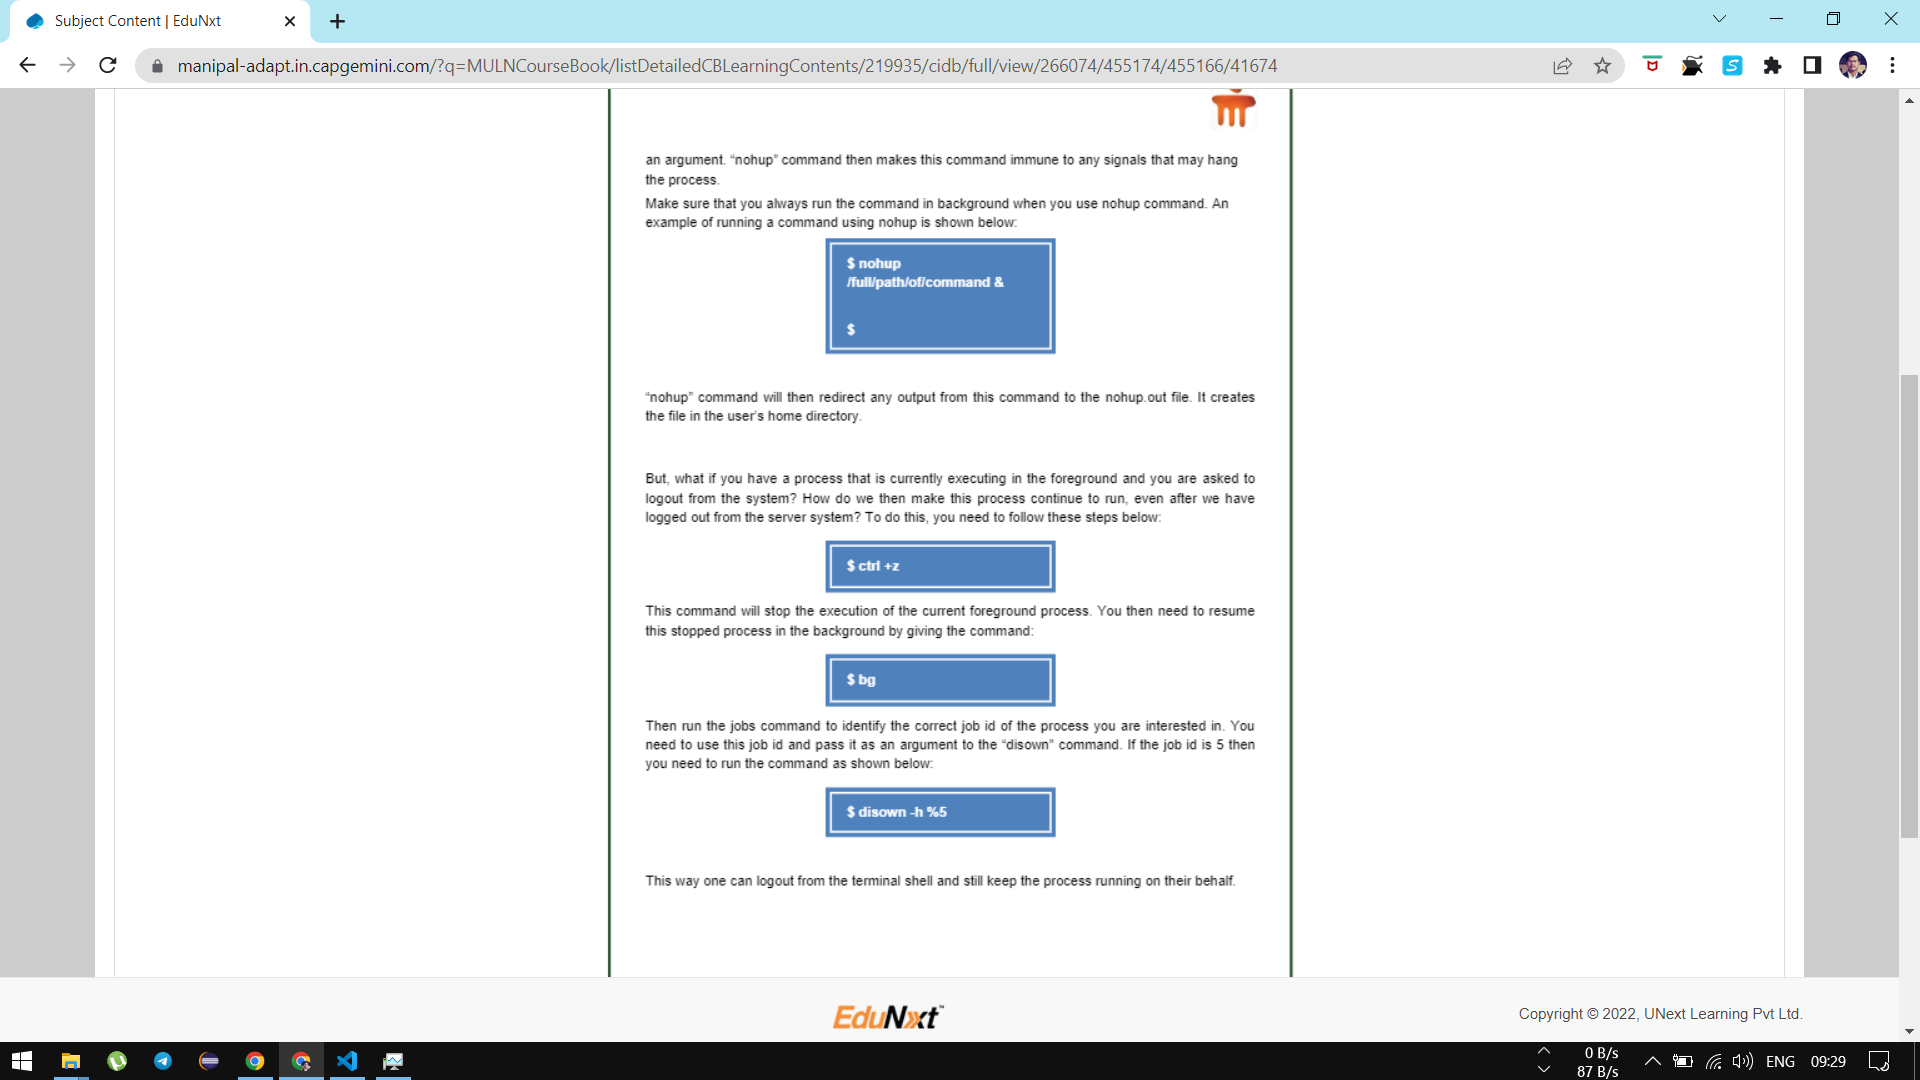 Subject Content | EduNxt
manipal-adapt.in.capgemini.com/?q=MULNCourseBook/listDetailedCBLearningContents/219935/cidb/full/view/266074/455174/455166/41674
an argument. “nohup” command then makes this command immune to any signals that may hang
the process.
Make sure that you always run the command in background when you use nohup command. An
example of running a command using nohup is shown below:
$ nohup
/full/path/of/command &
$
“nohup” command will then redirect any output from this command to the nohup.out file. It creates
the file in the user’s home directory.
But, what if you have a process that is currently executing in the foreground and you are asked to
logout from the system? How do we then make this process continue to run, even after we have
logged out from the server system? To do this, you need to follow these steps below:
$ ctrl +z
This command will stop the execution of the current foreground process. You then need to resume
this stopped process in the background by giving the command:
$ bg
Then run the jobs command to identify the correct job id of the process you are interested in. You
need to use this job id and pass it as an argument to the “disown” command. If the job id is 5 then
you need to run the command as shown below:
$ disown -h %5
This way one can logout from the terminal shell and still keep the process running on their behalf.
EduNxt™
Copyright © 2022, UNext Learning Pvt Ltd.
0 B/s
87 B/s
ENG
09:29